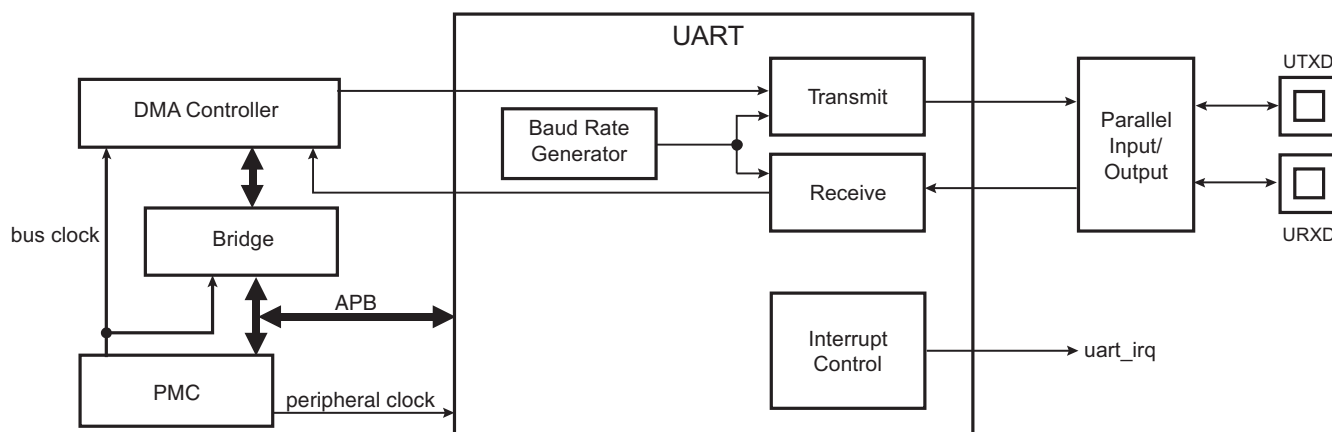 UART
UTXD
DMA Controller
Transmit
Baud Rate
Generator
Parallel
Input/
Output
Receive
bus clock
Bridge
URXD
APB
Interrupt
Control
uart_irq
PMC
peripheral clock